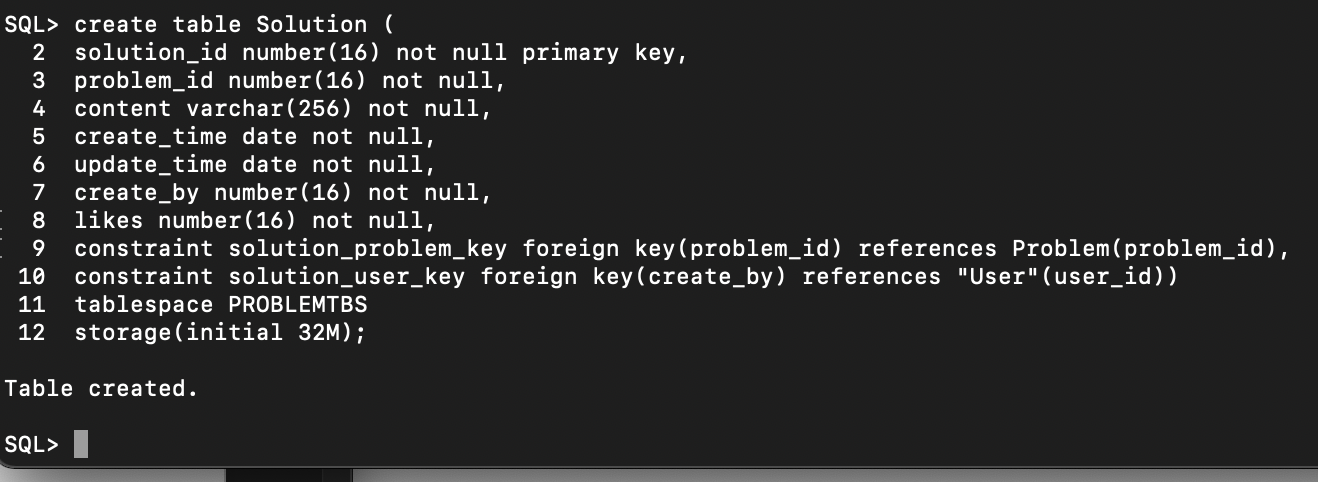 SQL> create table Solution (
  2  solution_id number(16) not null primary key,
  3  problem_id number(16) not null,
  4  content varchar(256) not null,
  5  create_time date not null,
  6  update_time date not null,
  7  create_by number(16) not null,
  8  likes number(16) not null,
  9  constraint solution_problem_key foreign key(problem_id) references Problem(problem_id),
 10  constraint solution_user_key foreign key(create_by) references "User"(user_id))
 11  tablespace PROBLEMTBS
 12  storage(initial 32M);
Table created.
SQL>